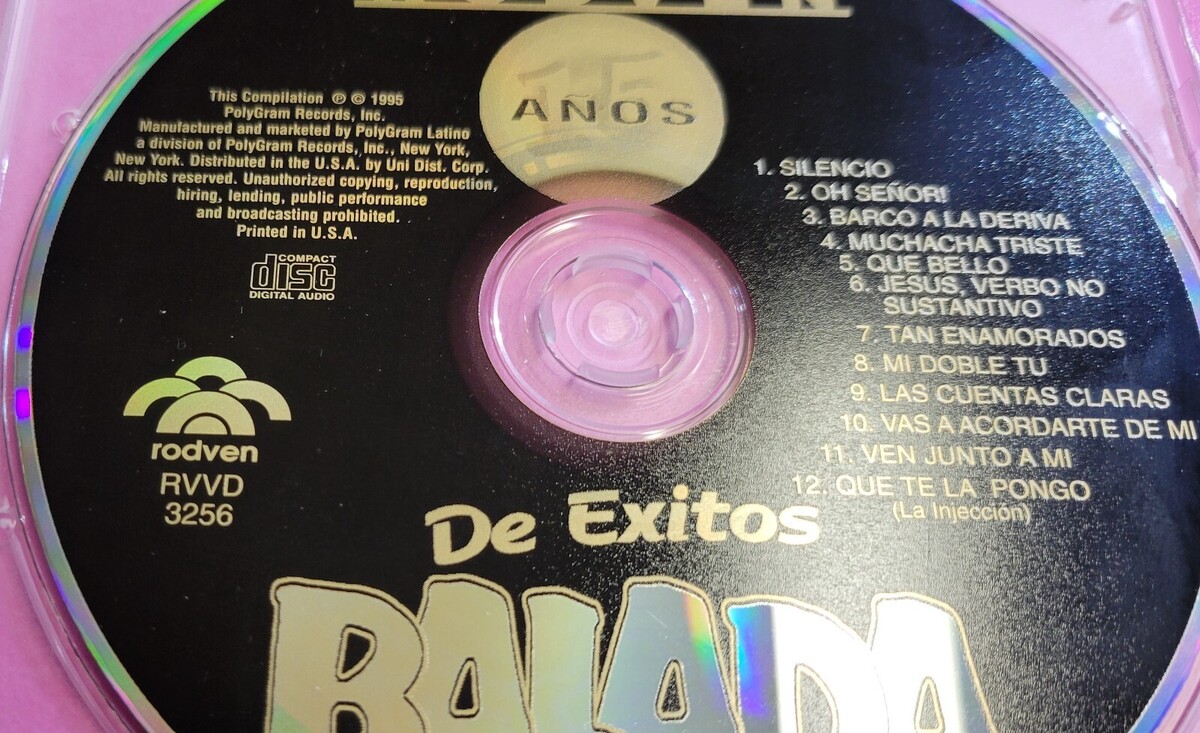 15
AÑOS
This Compilation ℗ © 1995
PolyGram Records, Inc.
Manufactured and marketed by PolyGram Latino
a division of PolyGram Records, Inc., New York,
New York. Distributed in the U.S.A. by Uni Dist. Corp.
All rights reserved. Unauthorized copying, reproduction,
hiring, lending, public performance
and broadcasting prohibited.
Printed in U.S.A.
COMPACT
disc
DIGITAL AUDIO
rodven
RVVD
3256
1. SILENCIO
2. OH SEÑOR!
3. BARCO A LA DERIVA
4. MUCHACHA TRISTE
5. QUE BELLO
6. JESUS, VERBO NO
SUSTANTIVO
7. TAN ENAMORADOS
8. MI DOBLE TU
9. LAS CUENTAS CLARAS
10. VAS A ACORDARTE DE MI
11. VEN JUNTO A MI
12. QUE TE LA PONGO
(La Injección)
De Exitos
BALADA